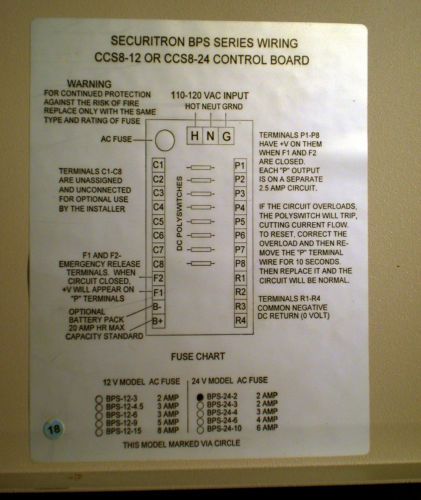 SECURITRON BPS SERIES WIRING
CCS8-12 OR CCS8-24 CONTROL BOARD
WARNING
FOR CONTINUED PROTECTION
AGAINST THE RISK OF FIRE
REPLACE ONLY WITH THE SAME
TYPE AND RATING OF FUSE
110-120 VAC INPUT
HOT NEUT GRND
AC FUSE
H N G
TERMINALS P1-P8
HAVE +V ON THEM
WHEN F1 AND F2
ARE CLOSED.
EACH "P" OUTPUT
IS ON A SEPARATE
2.5 AMP CIRCUIT.
TERMINALS C1-C8
ARE UNASSIGNED
AND UNCONNECTED
FOR OPTIONAL USE
BY THE INSTALLER
C1
C2
C3
C4
C5
C6
C7
C8
F2
F1
B-
B+
DC POLYSWITCHES
P1
P2
P3
P4
P5
P6
P7
P8
R1
R2
R3
R4
IF THE CIRCUIT OVERLOADS,
THE POLYSWITCH WILL TRIP,
CUTTING CURRENT FLOW.
TO RESET, CORRECT THE
OVERLOAD AND THEN RE-
MOVE THE "P" TERMINAL
WIRE FOR 10 SECONDS.
THEN REPLACE IT AND THE
CIRCUIT WILL BE NORMAL.
F1 AND F2-
EMERGENCY RELEASE
TERMINALS. WHEN
CIRCUIT CLOSED,
+V WILL APPEAR ON
"P" TERMINALS
OPTIONAL
BATTERY PACK
20 AMP HR MAX
CAPACITY STANDARD
TERMINALS R1-R4
COMMON NEGATIVE
DC RETURN (0 VOLT)
FUSE CHART
12 V MODEL AC FUSE
BPS-12-3 2 AMP
BPS-12-4.5 3 AMP
BPS-12-6 3 AMP
BPS-12-9 5 AMP
BPS-12-15 8 AMP
24 V MODEL AC FUSE
BPS-24-2 2 AMP
BPS-24-3 2 AMP
BPS-24-4 3 AMP
BPS-24-6 4 AMP
BPS-24-10 6 AMP
THIS MODEL MARKED VIA CIRCLE
18